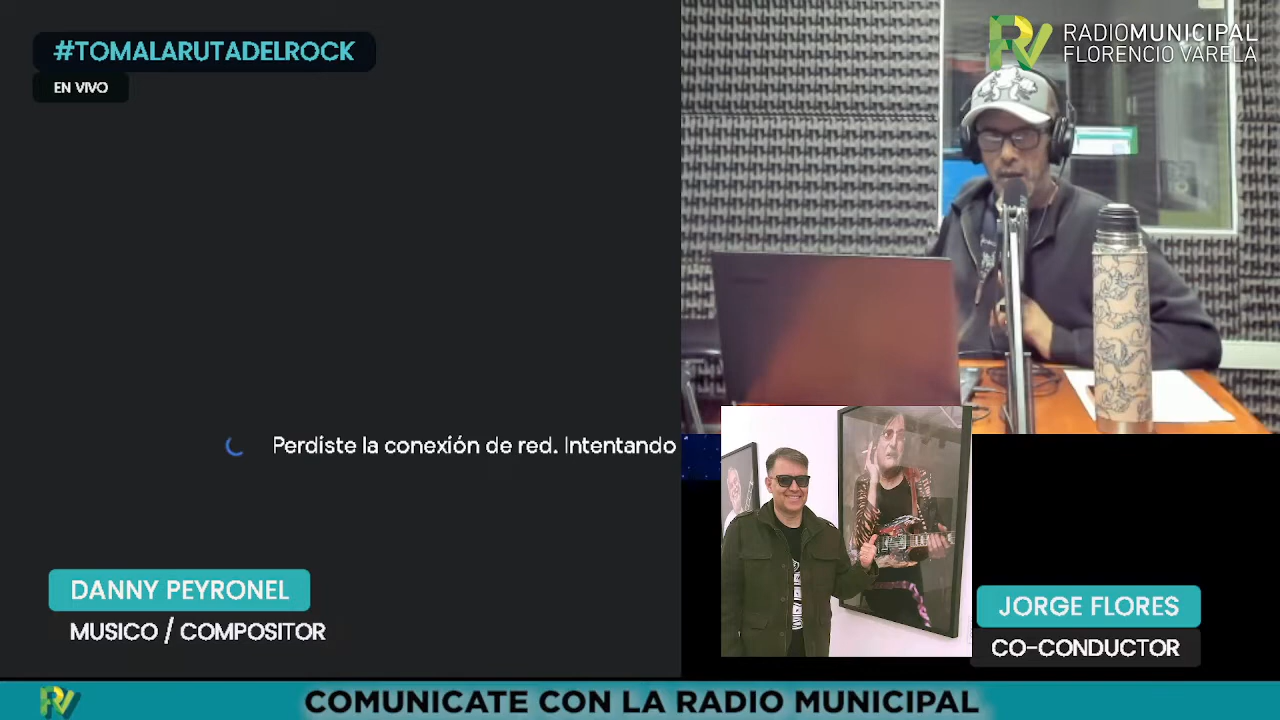 #TOMALARUTADELROCK
EN VIVO
RADIOMUNICIPAL
FLORENCIO VARELA
Perdiste la conexión de red. Intentando
DANNY PEYRONEL
MUSICO / COMPOSITOR
JORGE FLORES
CO-CONDUCTOR
COMUNICATE CON LA RADIO MUNICIPAL